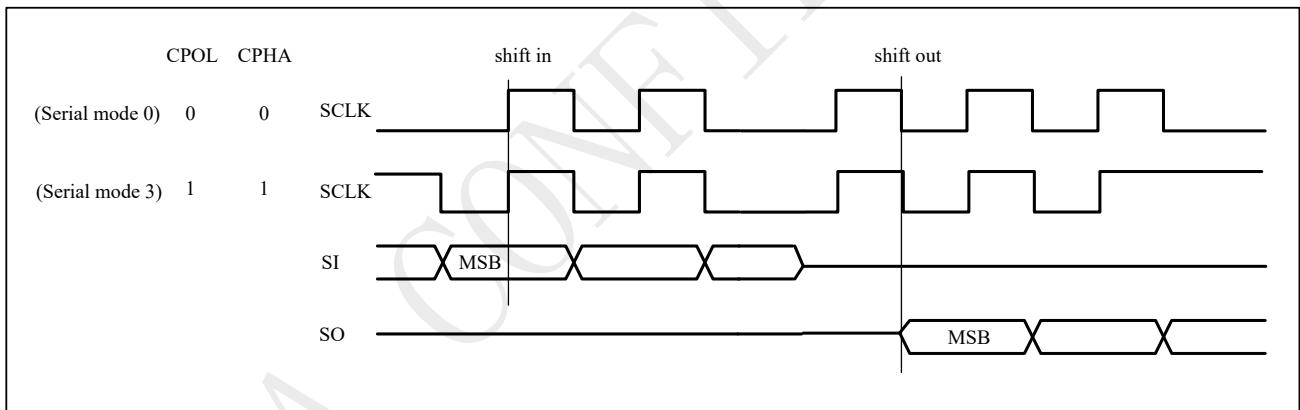 CPOL CPHA shift in shift out
(Serial mode 0) 0 0 SCLK
(Serial mode 3) 1 1 SCLK
SI MSB
SO MSB